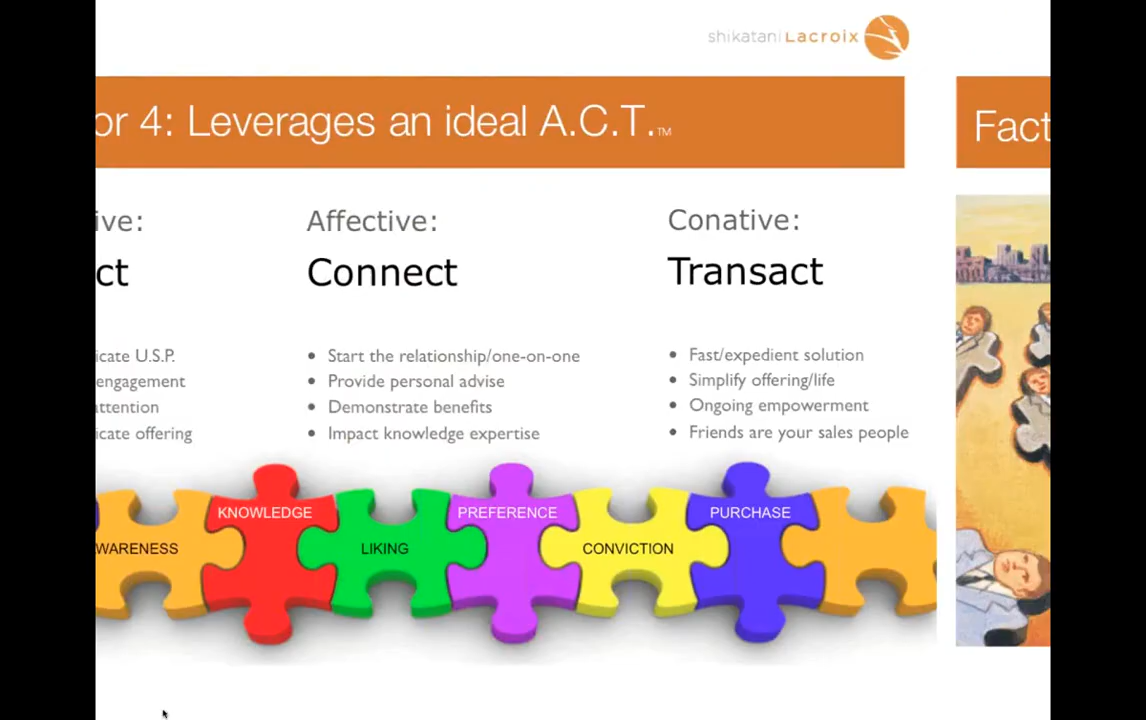 shikatani Lacroix
or 4: Leverages an ideal A.C.T.™
Fact
ive:
Affective:
Conative:
ct
Connect
Transact
icate U.S.P.
engagement
attention
icate offering
• Start the relationship/one-on-one
• Provide personal advise
• Demonstrate benefits
• Impact knowledge expertise
• Fast/expedient solution
• Simplify offering/life
• Ongoing empowerment
• Friends are your sales people
WARENESS
KNOWLEDGE
LIKING
PREFERENCE
CONVICTION
PURCHASE